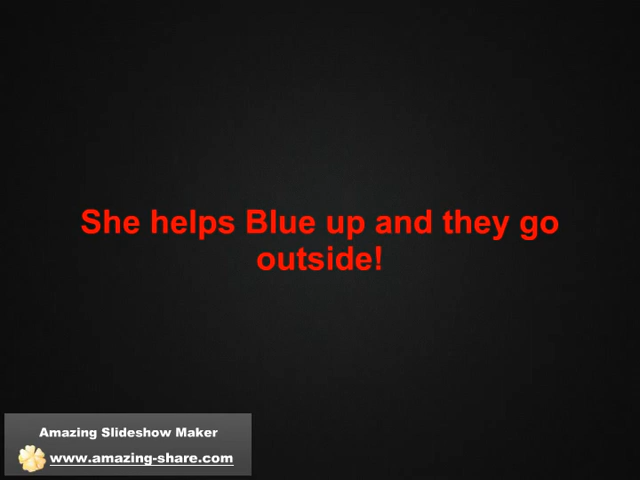 She helps Blue up and they go
outside!
Amazing Slideshow Maker
www.amazing-share.com